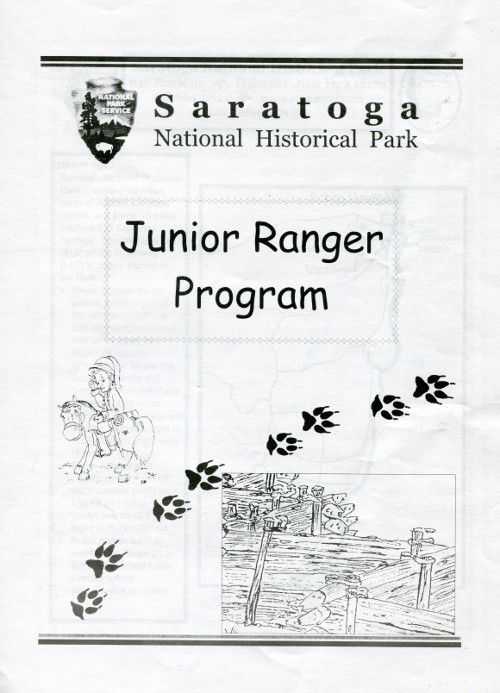 NATIONAL
PARK
SERVICE
Saratoga
National Historical Park
Junior Ranger
Program